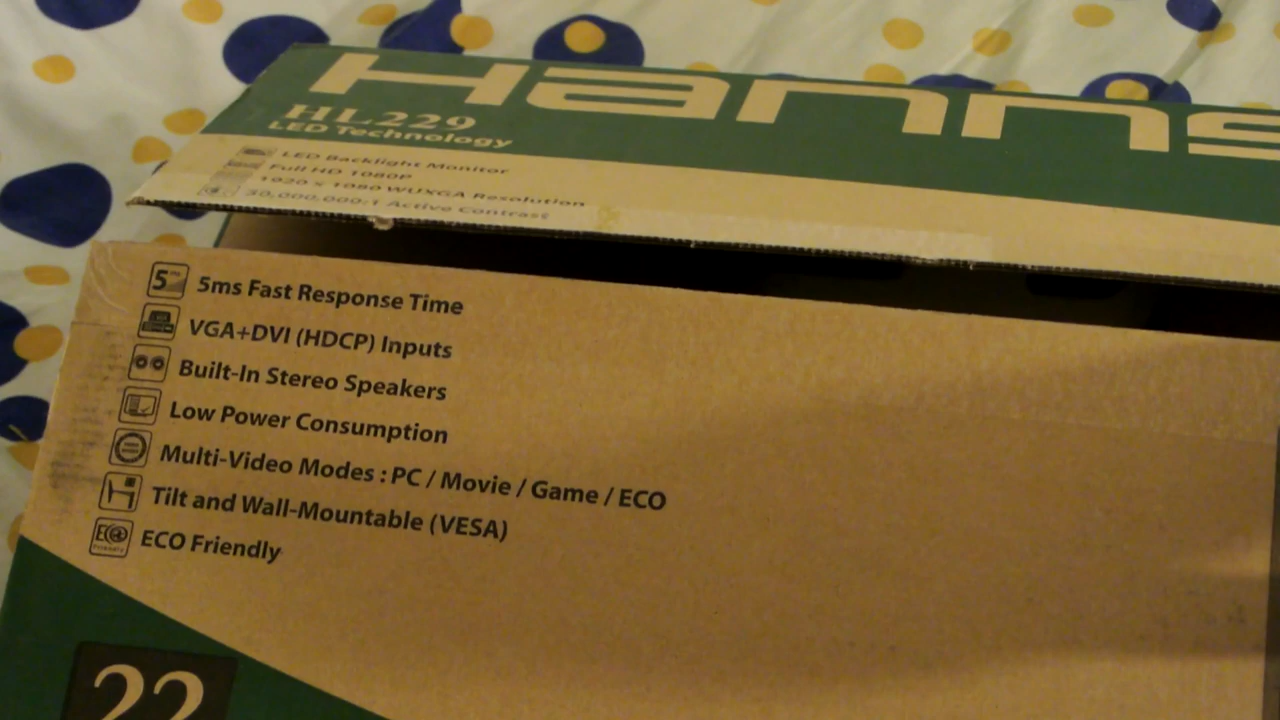 Hanns
HL229
LED Technology
LED Backlight Monitor
Full HD 1080P
1920 x 1080 WUXGA Resolution
30,000,000:1 Active Contrast
5ms
5ms Fast Response Time
VGA+DVI (HDCP) Inputs
Built-In Stereo Speakers
Low Power Consumption
Multi-Video Modes : PC / Movie / Game / ECO
Tilt and Wall-Mountable (VESA)
ECO
ECO Friendly
22